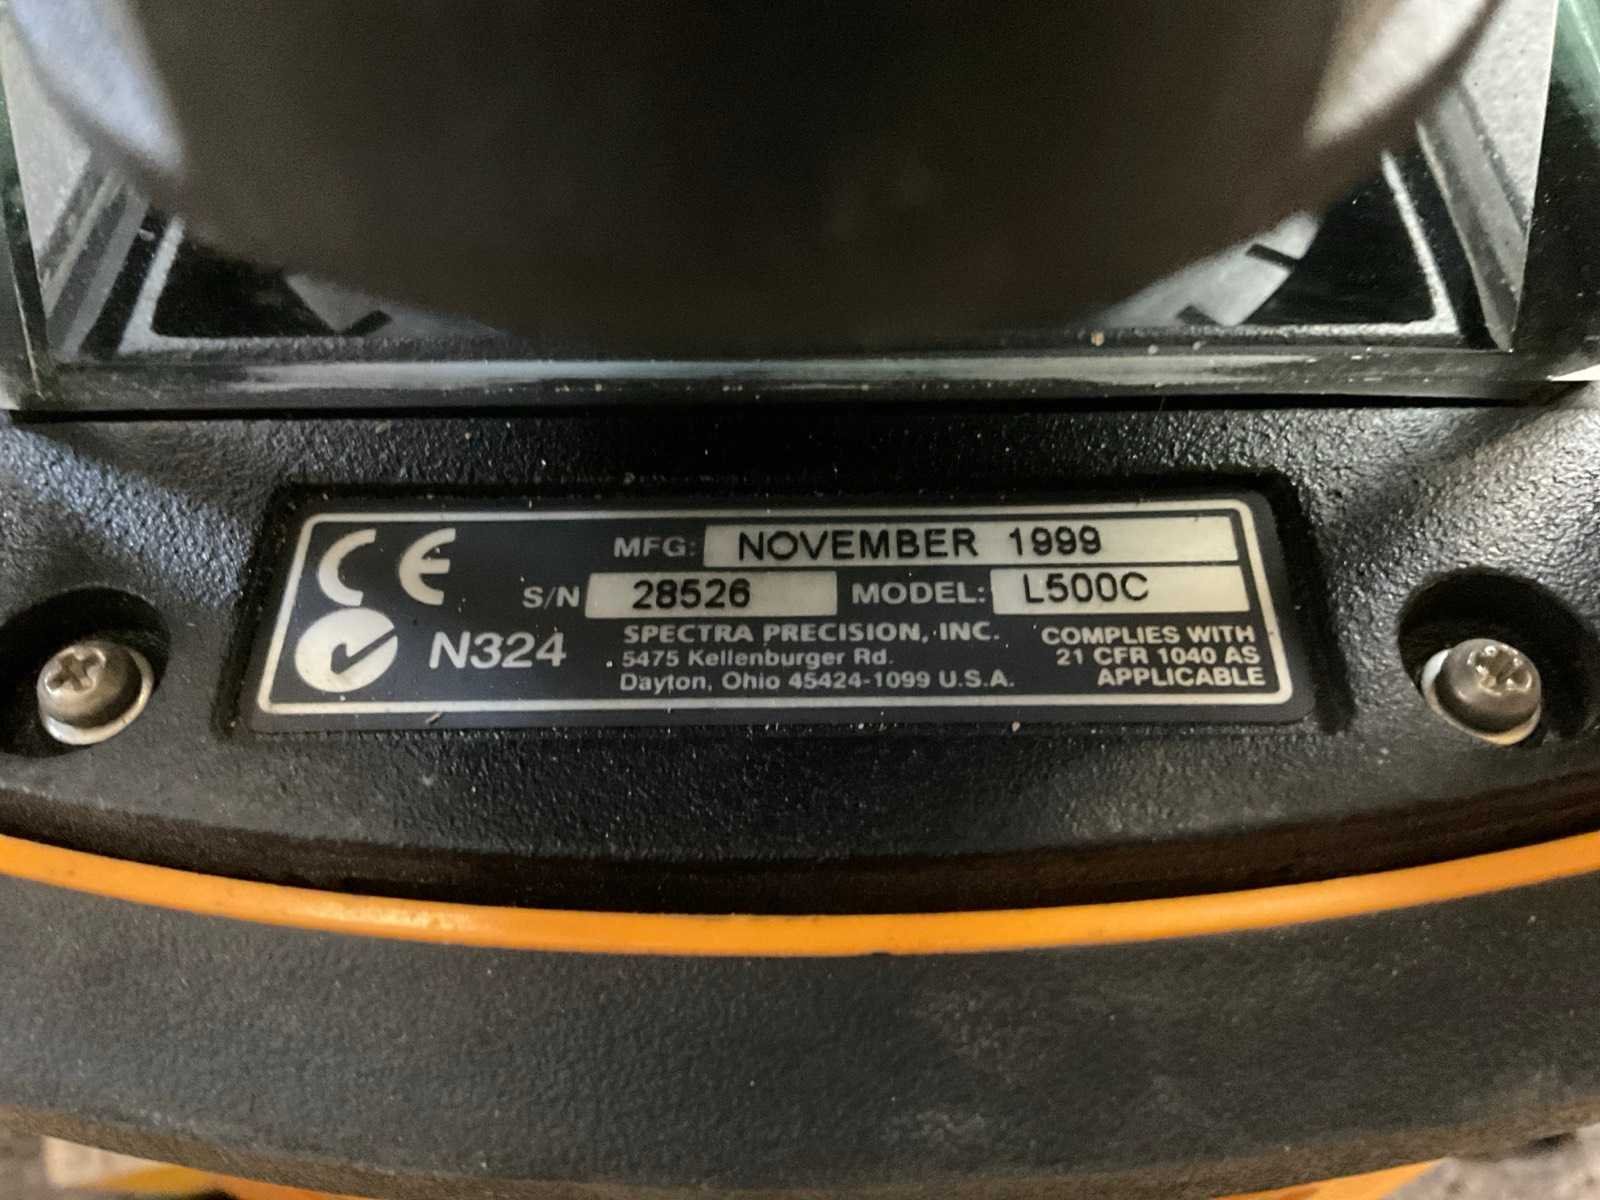 CE
MFG: NOVEMBER 1999
S/N 28526 MODEL: L500C
N324
SPECTRA PRECISION, INC.
5475 Kellenburger Rd.
Dayton, Ohio 45424-1099 U.S.A.
COMPLIES WITH
21 CFR 1040 AS
APPLICABLE